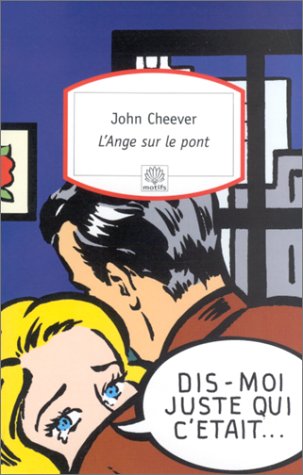 John Cheever
L'Ange sur le pont
motifs
DIS-MOI
JUSTE QUI
C'ETAIT...